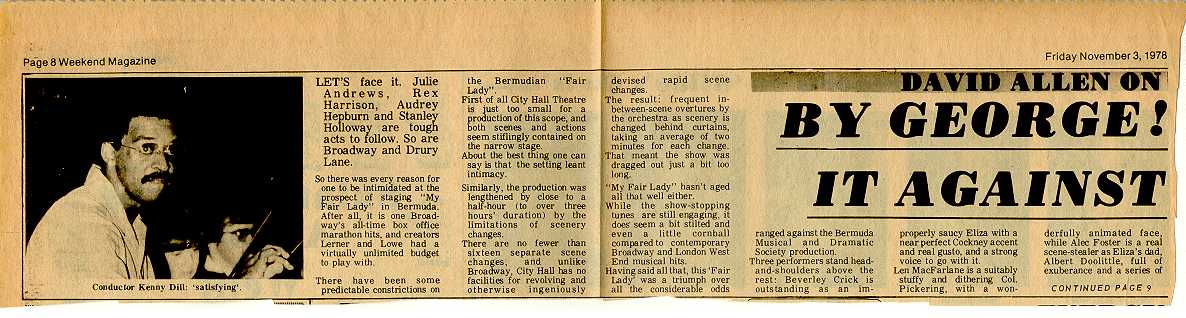 Page 8 Weekend Magazine
Friday November 3, 1978
DAVID ALLEN ON
BY GEORGE!
IT AGAINST
Conductor Kenny Dill: 'satisfying'.
LET'S face it. Julie
Andrews, Rex
Harrison, Audrey
Hepburn and Stanley
Holloway are tough
acts to follow. So are
Broadway and Drury
Lane.
So there was every reason for
one to be intimidated at the
prospect of staging "My
Fair Lady" in Bermuda.
After all, it is one Broad-
way's all-time box office
marathon hits, and creators
Lerner and Lowe had a
virtually unlimited budget
to play with.
There have been some
predictable constrictions on
the Bermudian "Fair
Lady".
First of all City Hall Theatre
is just too small for a
production of this scope, and
both scenes and actions
seem stiflingly contained on
the narrow stage.
About the best thing one can
say is that the setting leant
intimacy.
Similarly, the production was
lengthened by close to a
half-hour (to over three
hours' duration) by the
limitations of scenery
changes.
There are no fewer than
sixteen separate scene
changes, and unlike
Broadway, City Hall has no
facilities for revolving and
otherwise ingeniously
devised rapid scene
changes.
The result: frequent in-
between-scene overtures by
the orchestra as scenery is
changed behind curtains,
taking an average of two
minutes for each change.
That meant the show was
dragged out just a bit too
long.
"My Fair Lady" hasn't aged
all that well either.
While the show-stopping
tunes are still engaging, it
does seem a bit stilted and
even a little cornball
compared to contemporary
Broadway and London West
End musical hits.
Having said all that, this 'Fair
Lady' was a triumph over
all the considerable odds
ranged against the Bermuda
Musical and Dramatic
Society production.
Three performers stand head-
and-shoulders above the
rest: Beverley Crick is
outstanding as an im-
properly saucy Eliza with a
near perfect Cockney accent
and real gusto, and a strong
voice to go with it.
Len MacFarlane is a suitably
stuffy and dithering Col.
Pickering, with a won-
derfully animated face,
while Alec Foster is a real
scene-stealer as Eliza's dad,
Albert Doolittle, full of
exuberance and a series of
CONTINUED PAGE 9